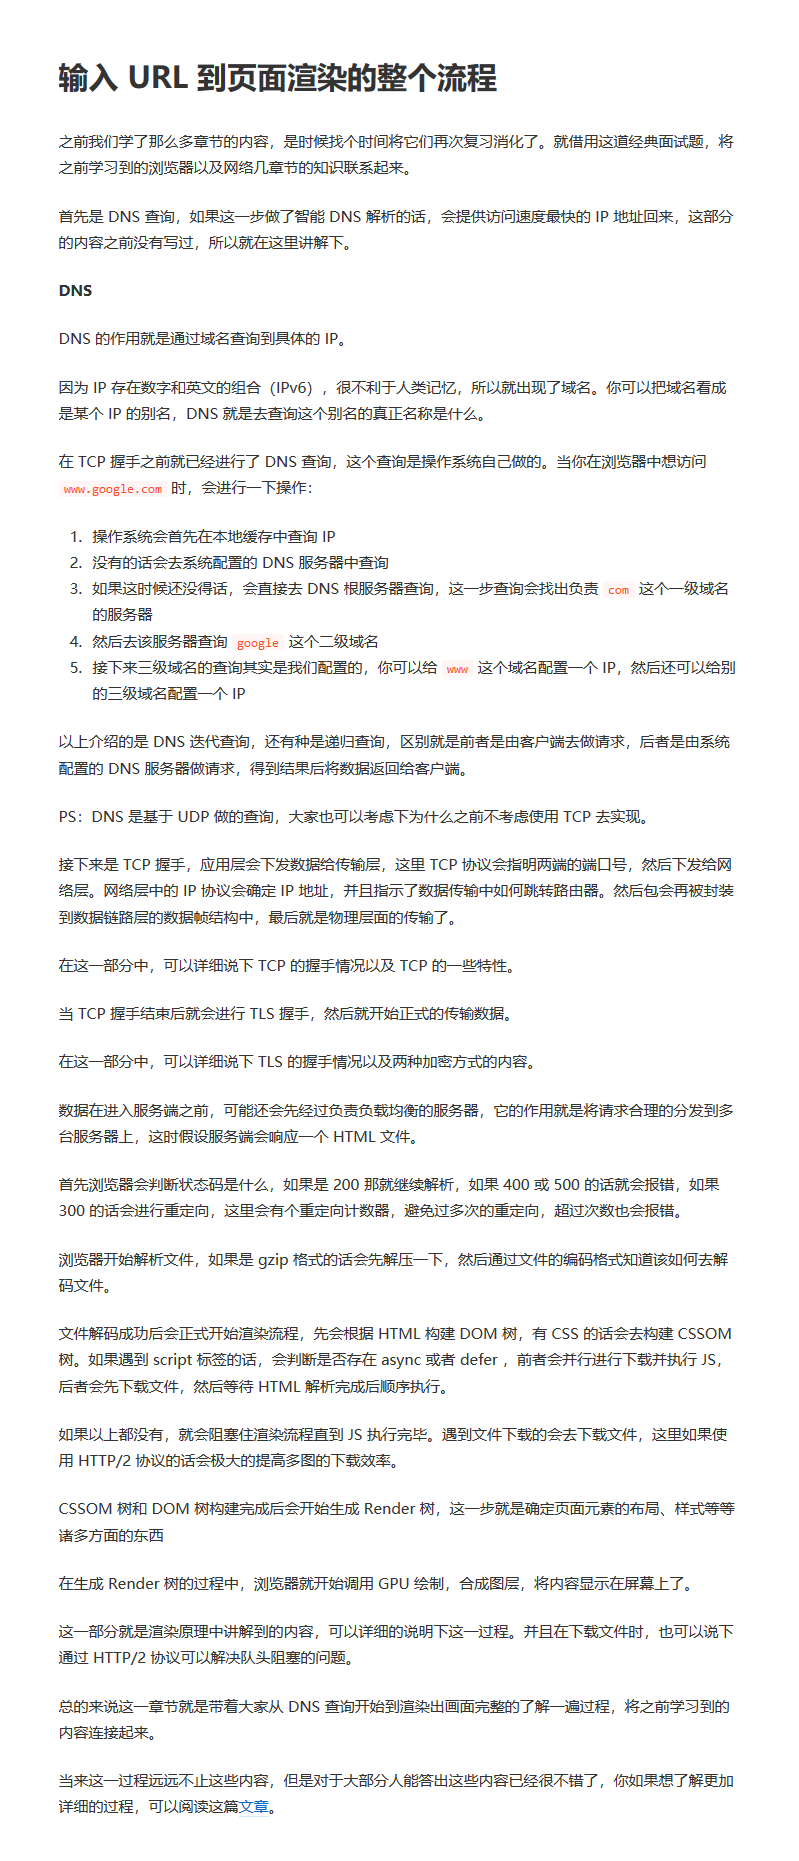 输入 URL 到页面渲染的整个流程
之前我们学了那么多章节的内容，是时候找个时间将它们再次复习消化了。就借用这道经典面试题，将
之前学习到的浏览器以及网络几章节的知识联系起来。
首先是 DNS 查询，如果这一步做了智能 DNS 解析的话，会提供访问速度最快的 IP 地址回来，这部分
的内容之前没有写过，所以就在这里讲解下。
DNS
DNS 的作用就是通过域名查询到具体的 IP。
因为 IP 存在数字和英文的组合（IPv6），很不利于人类记忆，所以就出现了域名。你可以把域名看成
是某个 IP 的别名，DNS 就是去查询这个别名的真正名称是什么。
在 TCP 握手之前就已经进行了 DNS 查询，这个查询是操作系统自己做的。当你在浏览器中想访问
www.google.com 时，会进行一下操作：
1. 操作系统会首先在本地缓存中查询 IP
2. 没有的话会去系统配置的 DNS 服务器中查询
3. 如果这时候还没得话，会直接去 DNS 根服务器查询，这一步查询会找出负责 com 这个一级域名
的服务器
4. 然后去该服务器查询 google 这个二级域名
5. 接下来三级域名的查询其实是我们配置的，你可以给 www 这个域名配置一个 IP，然后还可以给别
的三级域名配置一个 IP
以上介绍的是 DNS 迭代查询，还有种是递归查询，区别就是前者是由客户端去做请求，后者是由系统
配置的 DNS 服务器做请求，得到结果后将数据返回给客户端。
PS：DNS 是基于 UDP 做的查询，大家也可以考虑下为什么之前不考虑使用 TCP 去实现。
接下来是 TCP 握手，应用层会下发数据给传输层，这里 TCP 协议会指明两端的端口号，然后下发给网
络层。网络层中的 IP 协议会确定 IP 地址，并且指示了数据传输中如何跳转路由器。然后包会再被封装
到数据链路层的数据帧结构中，最后就是物理层面的传输了。
在这一部分中，可以详细说下 TCP 的握手情况以及 TCP 的一些特性。
当 TCP 握手结束后就会进行 TLS 握手，然后就开始正式的传输数据。
在这一部分中，可以详细说下 TLS 的握手情况以及两种加密方式的内容。
数据在进入服务端之前，可能还会先经过负责负载均衡的服务器，它的作用就是将请求合理的分发到多
台服务器上，这时假设服务端会响应一个 HTML 文件。
首先浏览器会判断状态码是什么，如果是 200 那就继续解析，如果 400 或 500 的话就会报错，如果
300 的话会进行重定向，这里会有个重定向计数器，避免过多次的重定向，超过次数也会报错。
浏览器开始解析文件，如果是 gzip 格式的话会先解压一下，然后通过文件的编码格式知道该如何去解
码文件。
文件解码成功后会正式开始渲染流程，先会根据 HTML 构建 DOM 树，有 CSS 的话会去构建 CSSOM
树。如果遇到 script 标签的话，会判断是否存在 async 或者 defer ，前者会并行进行下载并执行 JS，
后者会先下载文件，然后等待 HTML 解析完成后顺序执行。
如果以上都没有，就会阻塞住渲染流程直到 JS 执行完毕。遇到文件下载的会去下载文件，这里如果使
用 HTTP/2 协议的话会极大的提高多图的下载效率。
CSSOM 树和 DOM 树构建完成后会开始生成 Render 树，这一步就是确定页面元素的布局、样式等等
诸多方面的东西
在生成 Render 树的过程中，浏览器就开始调用 GPU 绘制，合成图层，将内容显示在屏幕上了。
这一部分就是渲染原理中讲解到的内容，可以详细的说明下这一过程。并且在下载文件时，也可以说下
通过 HTTP/2 协议可以解决队头阻塞的问题。
总的来说这一章节就是带着大家从 DNS 查询开始到渲染出画面完整的了解一遍过程，将之前学习到的
内容连接起来。
当来这一过程远远不止这些内容，但是对于大部分人能答出这些内容已经很不错了，你如果想了解更加
详细的过程，可以阅读这篇文章。